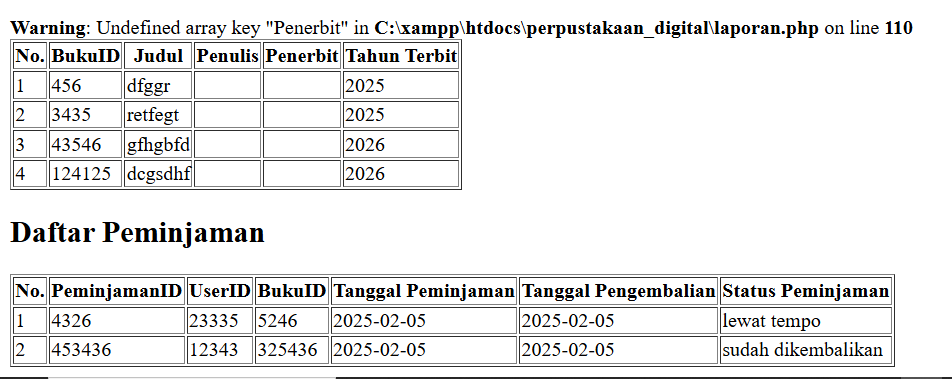 Warning: Undefined array key "Penerbit" in C:\xampp\htdocs\perpustakaan_digital\laporan.php on line 110
No. BukuID Judul Penulis Penerbit Tahun Terbit
1 456 dfggr 2025
2 3435 retfegt 2025
3 43546 gfhgbfd 2026
4 124125 dcgsdhf 2026
Daftar Peminjaman
No. PeminjamanID UserID BukuID Tanggal Peminjaman Tanggal Pengembalian Status Peminjaman
1 4326 23335 5246 2025-02-05 2025-02-05 lewat tempo
2 453436 12343 325436 2025-02-05 2025-02-05 sudah dikembalikan